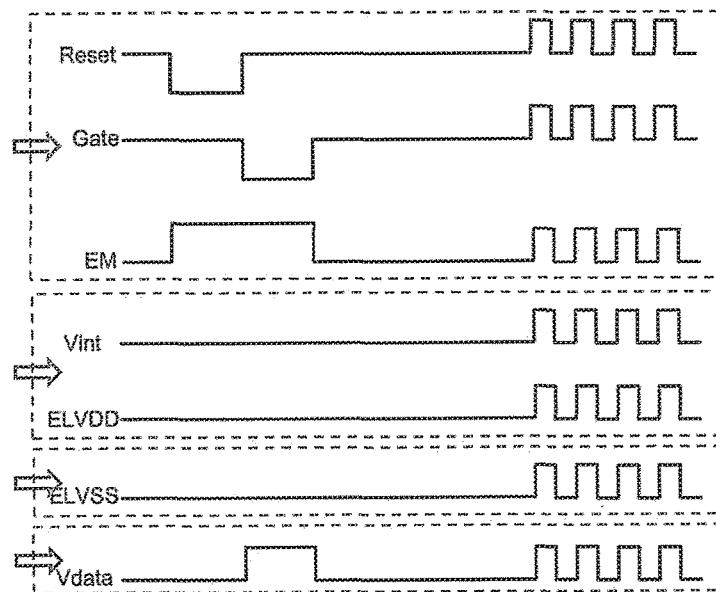 Reset
Gate
EM
Vint
ELVDD
ELVSS
Vdata